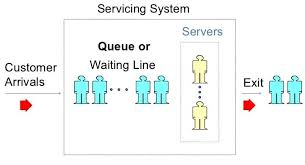 Servicing System
Servers
Queue or
Waiting Line
Customer
Arrivals
Exit